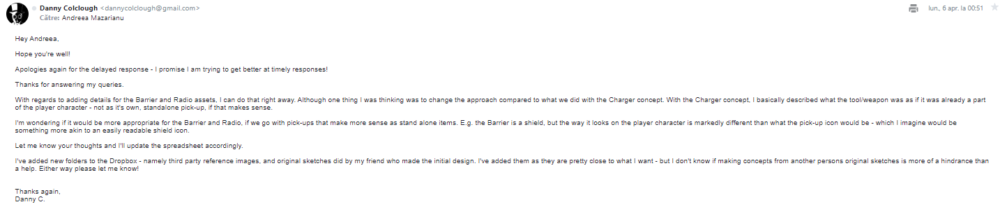 Danny Colclough <dannycolclough@gmail.com>
lun., 6 apr. la 00:51
Către: Andreea Mazarianu
Hey Andreea,
Hope you're well!
Apologies again for the delayed response - I promise I am trying to get better at timely responses!
Thanks for answering my queries.
With regards to adding details for the Barrier and Radio assets, I can do that right away. Although one thing I was thinking was to change the approach compared to what we did with the Charger concept. With the Charger concept, I basically described what the tool/weapon was as if it was already a part
of the player character - not as it's own, standalone pick-up, if that makes sense.
I'm wondering if it would be more appropriate for the Barrier and Radio, if we go with pick-ups that make more sense as stand alone items. E.g. the Barrier is a shield, but the way it looks on the player character is markedly different than what the pick-up icon would be - which I imagine would be
something more akin to an easily readable shield icon.
Let me know your thoughts and I'll update the spreadsheet accordingly.
I've added new folders to the Dropbox - namely third party reference images, and original sketches did by my friend who made the initial design. I've added them as they are pretty close to what I want - but I don't know if making concepts from another persons original sketches is more of a hindrance than
a help. Either way please let me know!
Thanks again,
Danny C.